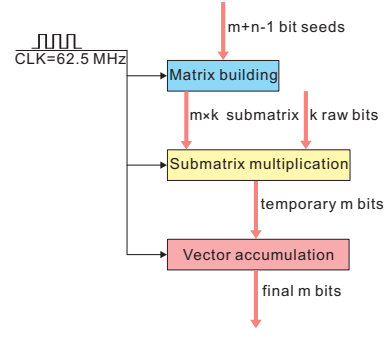 m+n-1 bit seeds
CLK=62.5 MHz
Matrix building
m×k submatrix
k raw bits
Submatrix multiplication
temporary m bits
Vector accumulation
final m bits